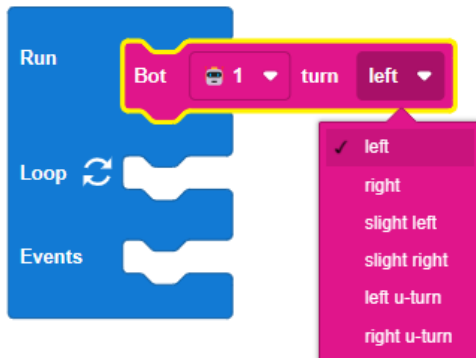 Run
Bot 1 turn left
left
right
slight left
slight right
left u-turn
right u-turn
Loop
Events